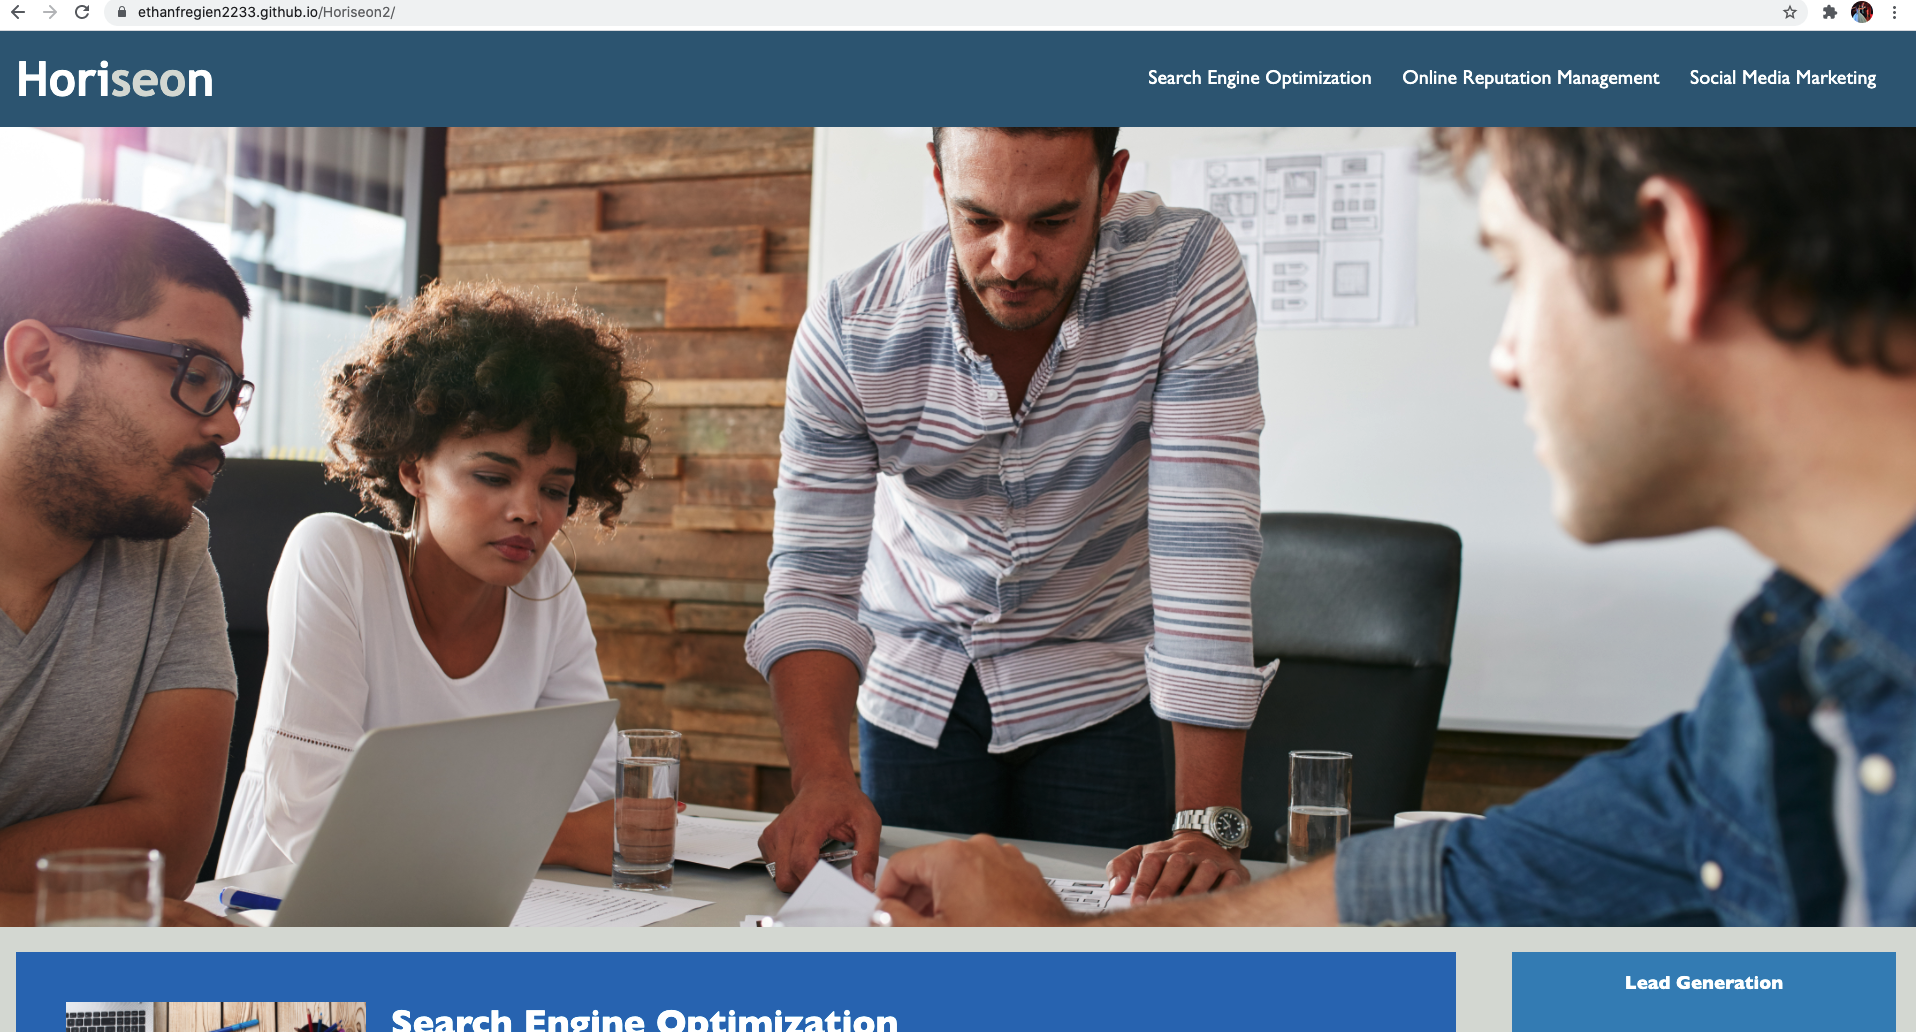 ethanfregien2233.github.io/Horiseon2/
Horiseon
Search Engine Optimization Online Reputation Management Social Media Marketing
Search Engine Optimization
Lead Generation